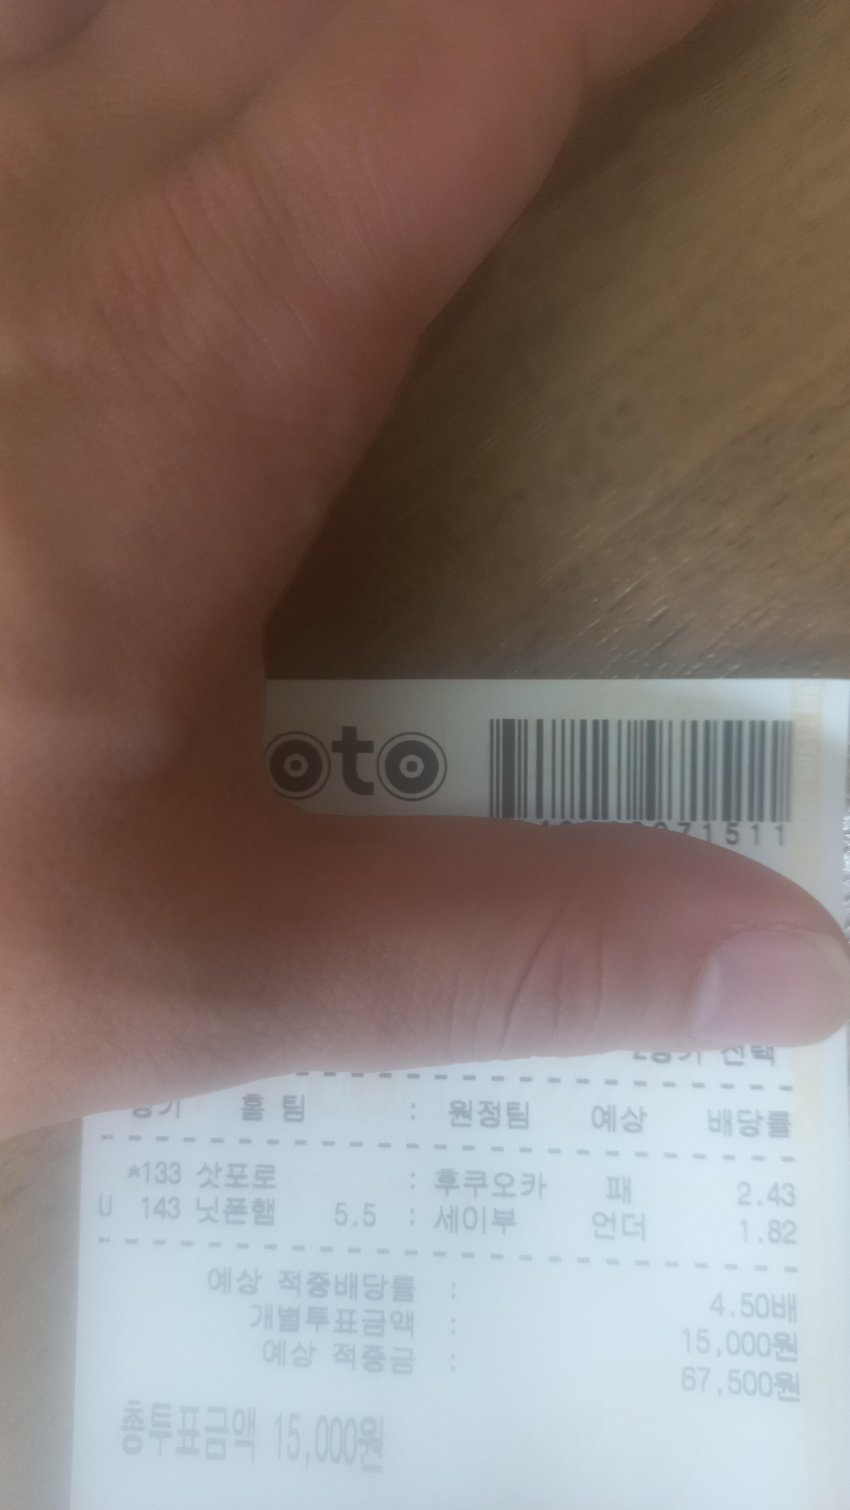 oto
71511
선택
홈 팀 : 원정팀 예상 배당률
*133 삿포로 : 후쿠오카 패 2.43
U 143 닛폰햄 5.5 : 세이부 언더 1.82
예상 적중배당률 : 4.50배
개별투표금액 : 15,000원
예상 적중금 : 67,500원
총투표금액 15,000원